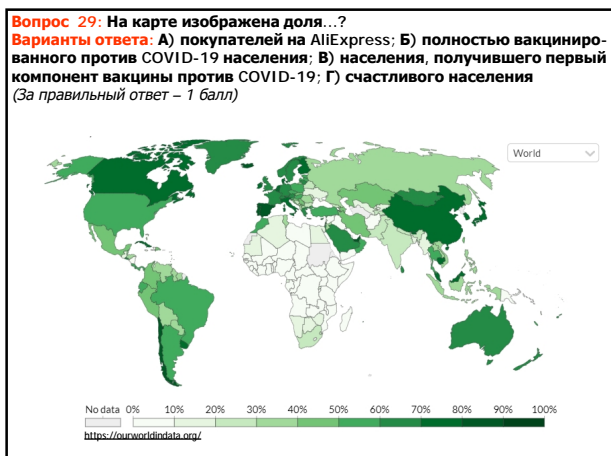 Вопрос 29: На карте изображена доля…?
Варианты ответа: А) покупателей на AliExpress; Б) полностью вакциниро-
ванного против COVID-19 населения; В) населения, получившего первый
компонент вакцины против COVID-19; Г) счастливого населения
(За правильный ответ – 1 балл)
World
No data 0% 10% 20% 30% 40% 50% 60% 70% 80% 90% 100%
https://ourworldindata.org/